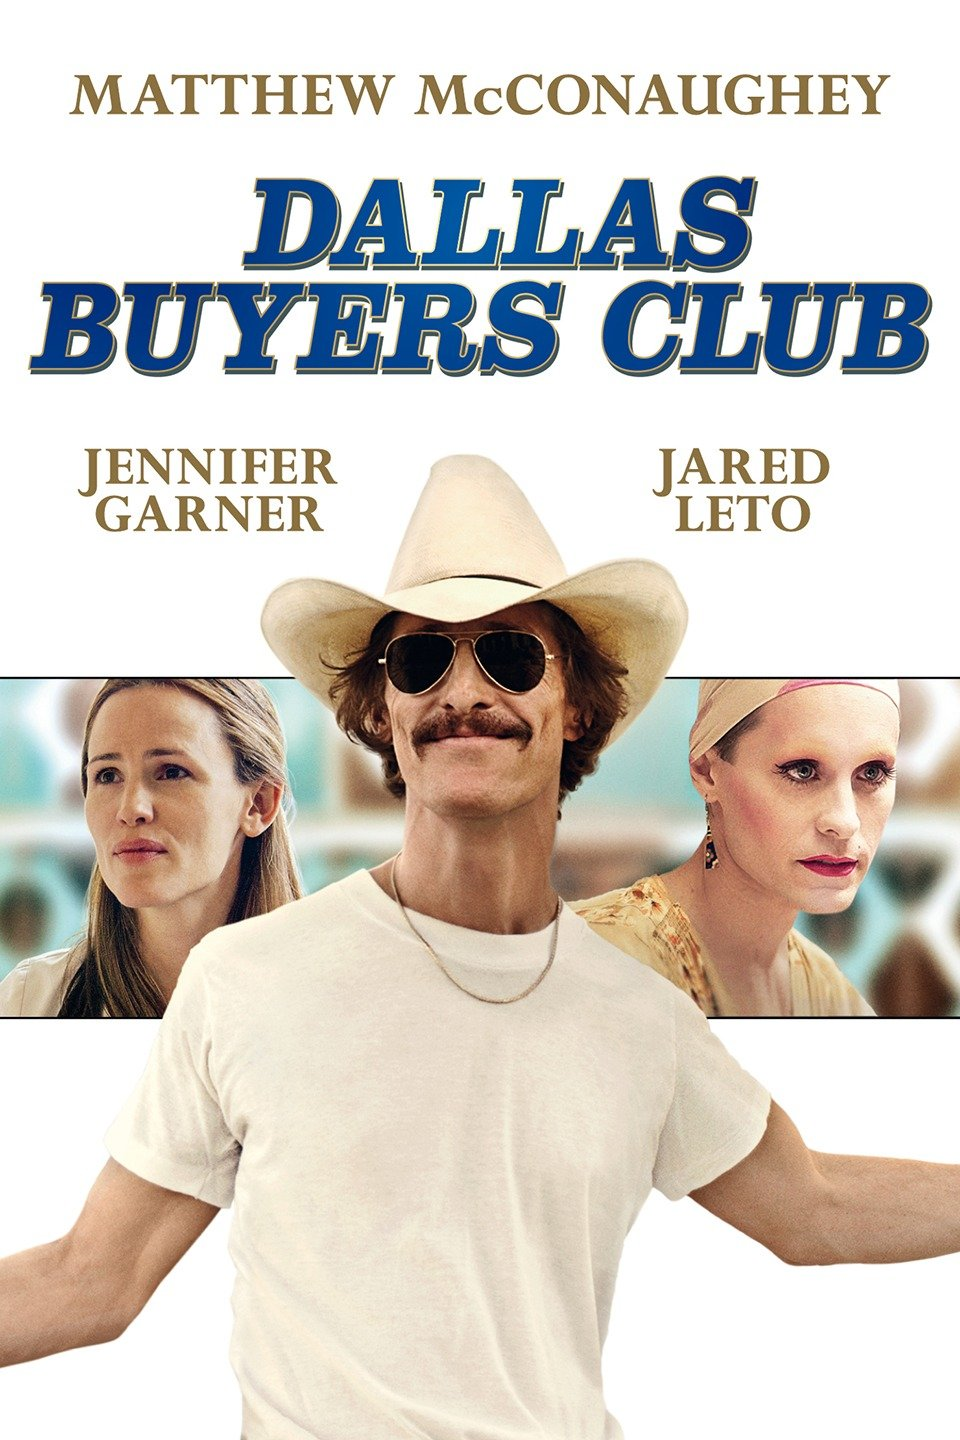 MATTHEW McCONAUGHEY
DALLAS
BUYERS CLUB
JENNIFER
GARNER
JARED
LETO